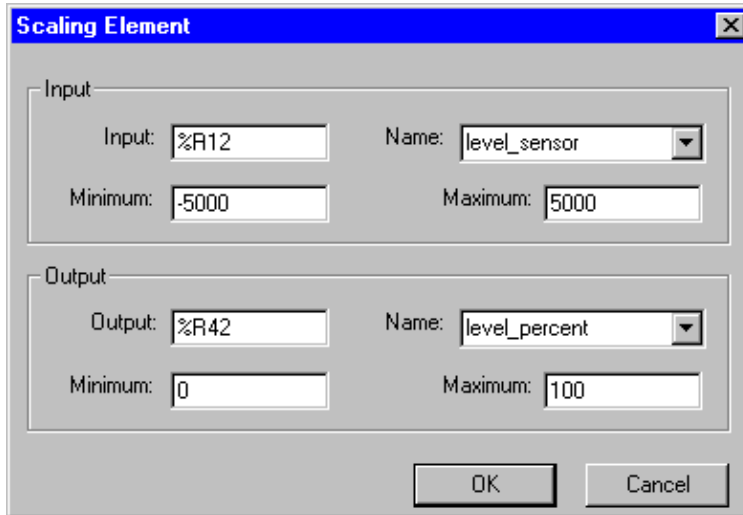 Scaling Element
Input
Input: %R12 Name: level_sensor
Minimum: -5000 Maximum: 5000
Output
Output: %R42 Name: level_percent
Minimum: 0 Maximum: 100
OK Cancel